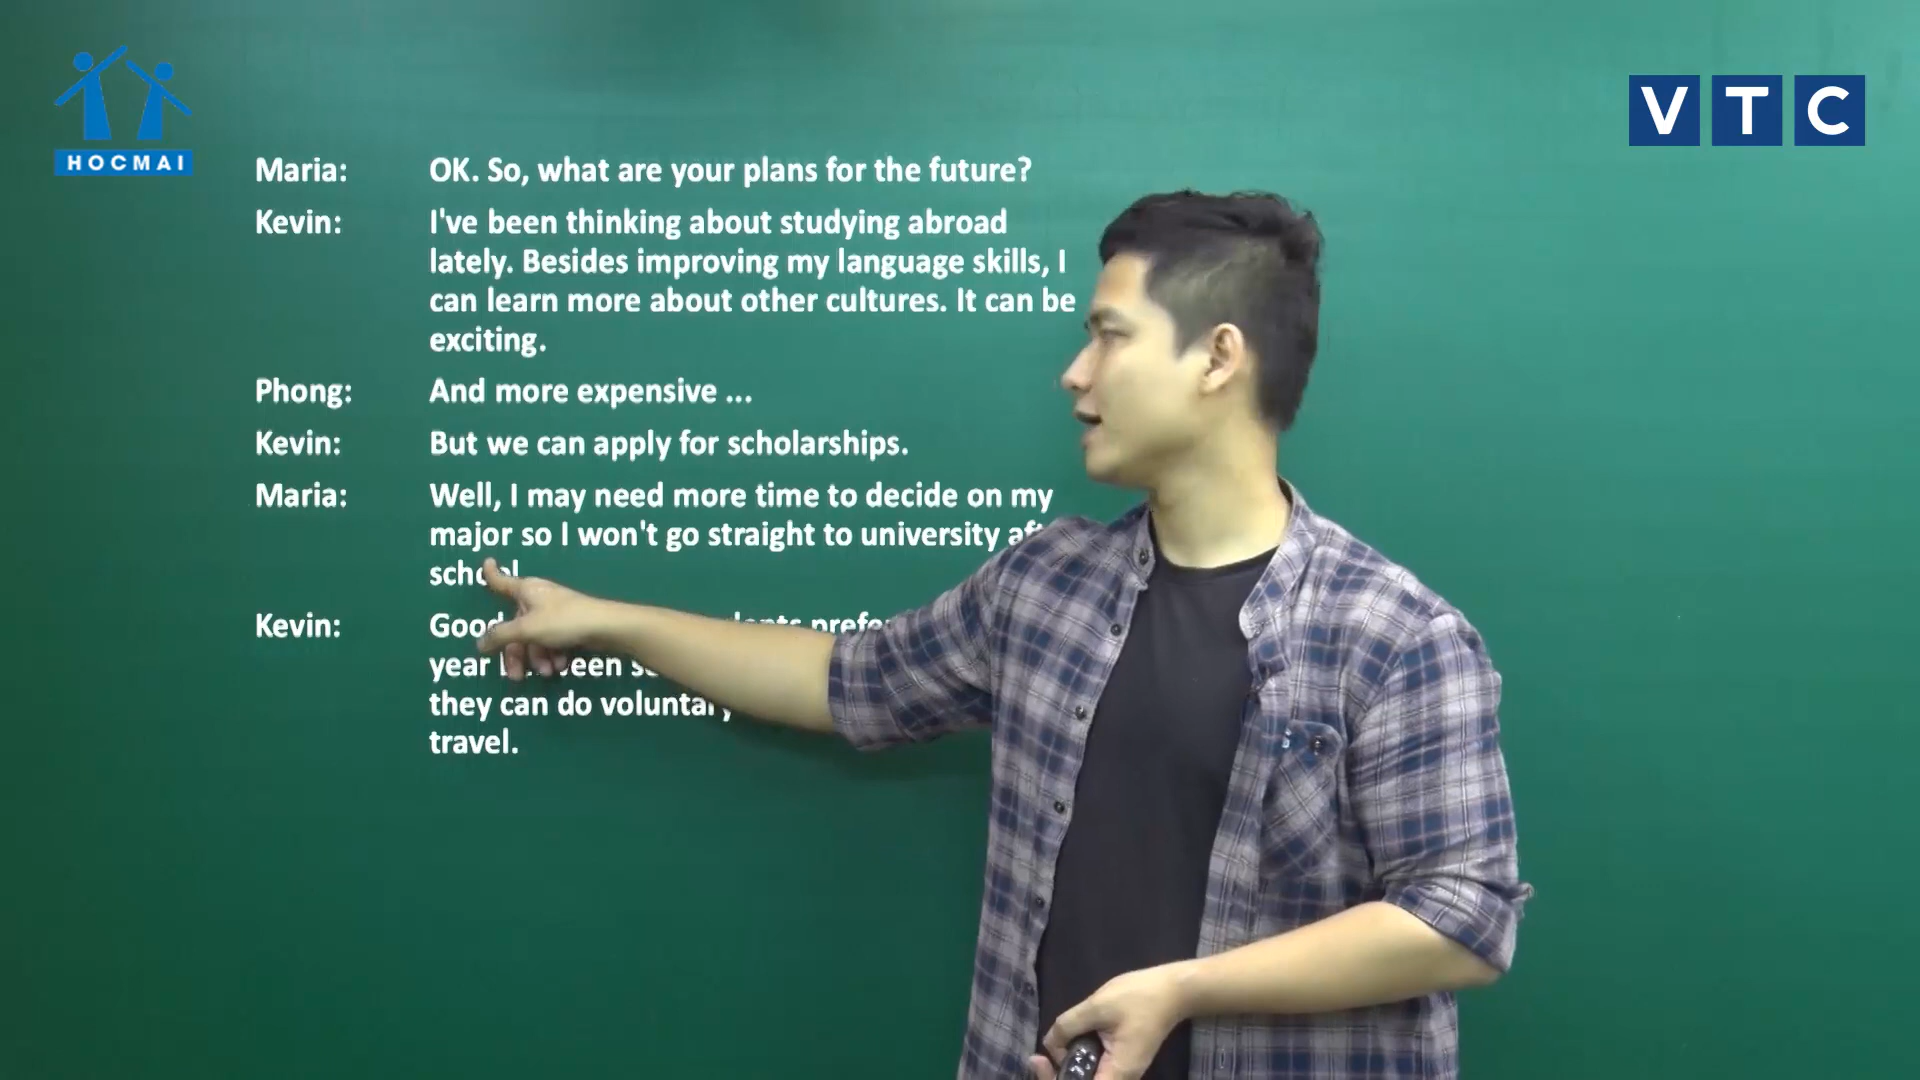 HOCMAI
VTC
Maria: OK. So, what are your plans for the future?
Kevin: I've been thinking about studying abroad
lately. Besides improving my language skills, I
can learn more about other cultures. It can be
exciting.
Phong: And more expensive ...
Kevin: But we can apply for scholarships.
Maria: Well, I may need more time to decide on my
major so I won't go straight to university
Kevin:
year
they can do
travel.